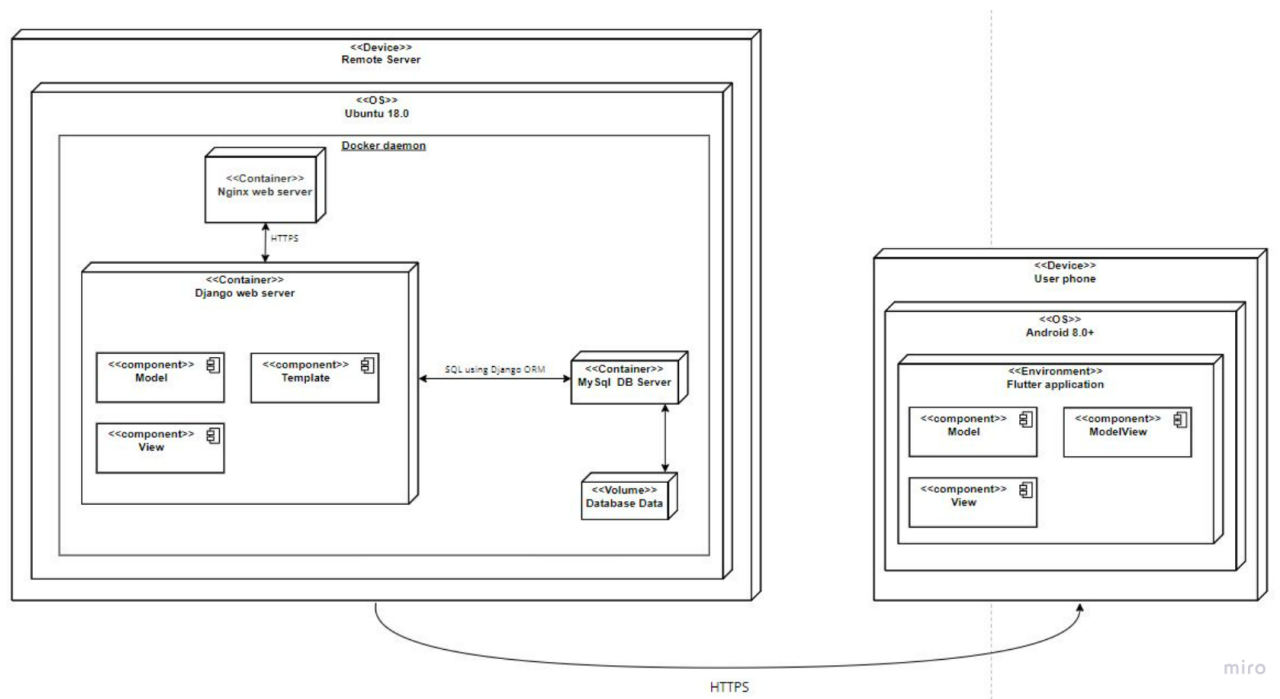 <<Device>>
Remote Server
<<OS>>
Ubuntu 18.0
Docker daemon
<<Container>>
Nginx web server
HTTPS
<<Container>>
Django web server
<<component>>
Model
<<component>>
Template
<<component>>
View
SQL using Django ORM
<<Container>>
MySql DB Server
<<Volume>>
Database Data
<<Device>>
User phone
<<OS>>
Android 8.0+
<<Environment>>
Flutter application
<<component>>
Model
<<component>>
ModelView
<<component>>
View
HTTPS
miro